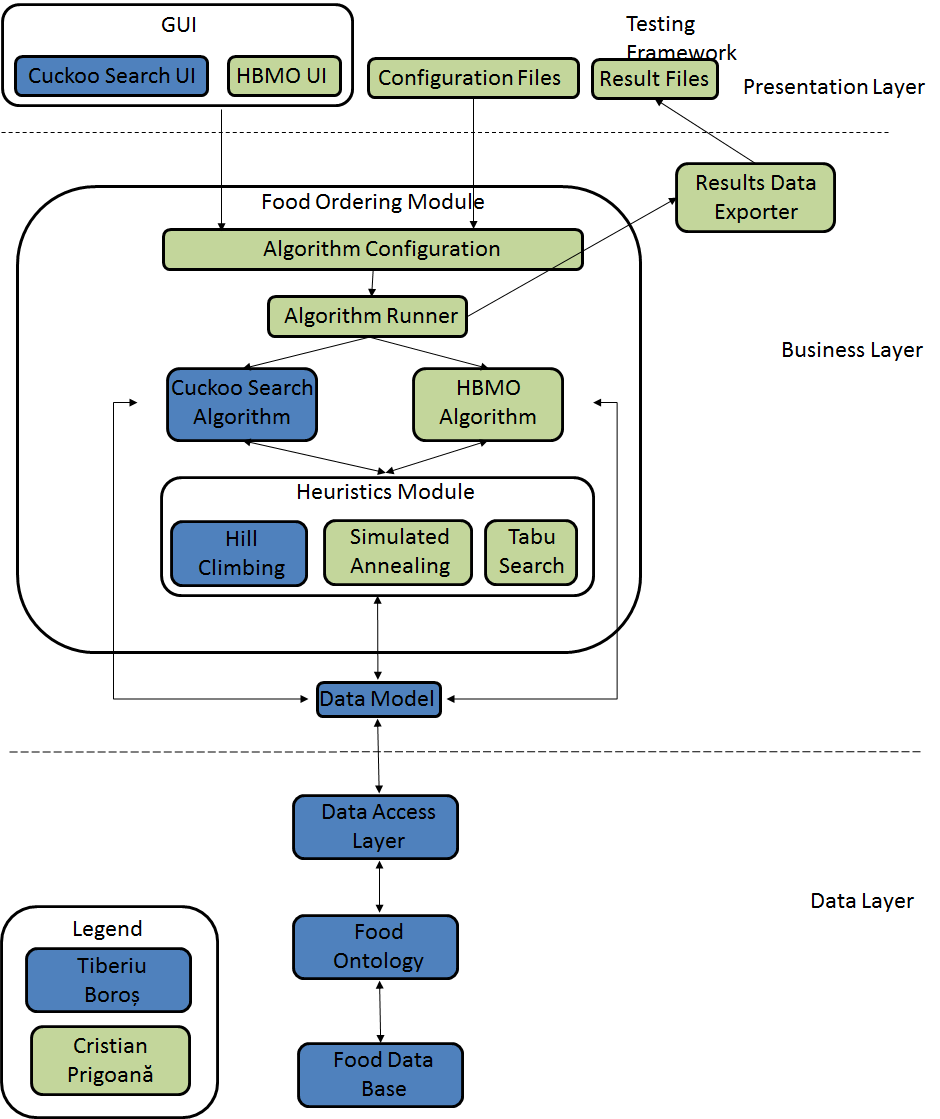 GUI
Testing
Framework
Cuckoo Search UI
HBMO UI
Configuration Files
Result Files
Presentation Layer
Results Data
Exporter
Food Ordering Module
Algorithm Configuration
Algorithm Runner
Business Layer
Cuckoo Search
Algorithm
HBMO
Algorithm
Heuristics Module
Hill
Climbing
Simulated
Annealing
Tabu
Search
Data Model
Data Access
Layer
Data Layer
Food
Ontology
Food Data
Base
Legend
Tiberiu
Boroș
Cristian
Prigoană